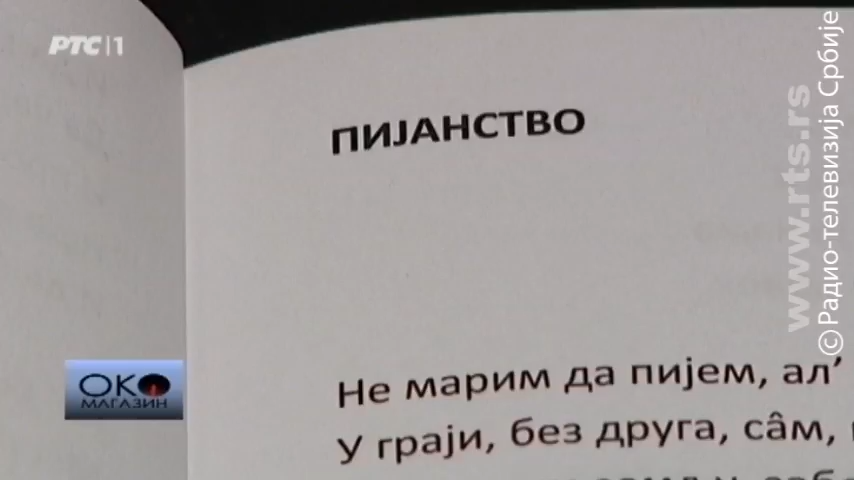 РТС|1
ПИЈАНСТВО
Не марим да пијем, ал’
У граји, без друга, са̑м,
ОКО
МАГАЗИН
www.rts.rs
©Радио-телевизија Србије